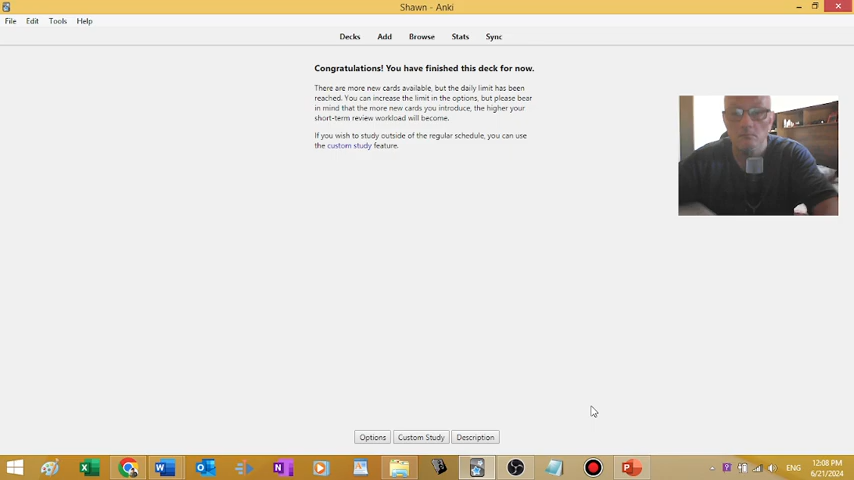 Shawn - Anki
File Edit Tools Help
Decks Add Browse Stats Sync
Congratulations! You have finished this deck for now.
There are more new cards available, but the daily limit has been
reached. You can increase the limit in the options, but please bear
in mind that the more new cards you introduce, the higher your
short-term review workload will become.
If you wish to study outside of the regular schedule, you can use
the custom study feature.
Options Custom Study Description
ENG
12:08 PM
6/21/2024